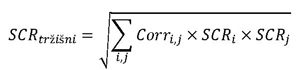 SCR_tržišni = √(∑_{i,j} Corr_{i,j} × SCR_i × SCR_j)